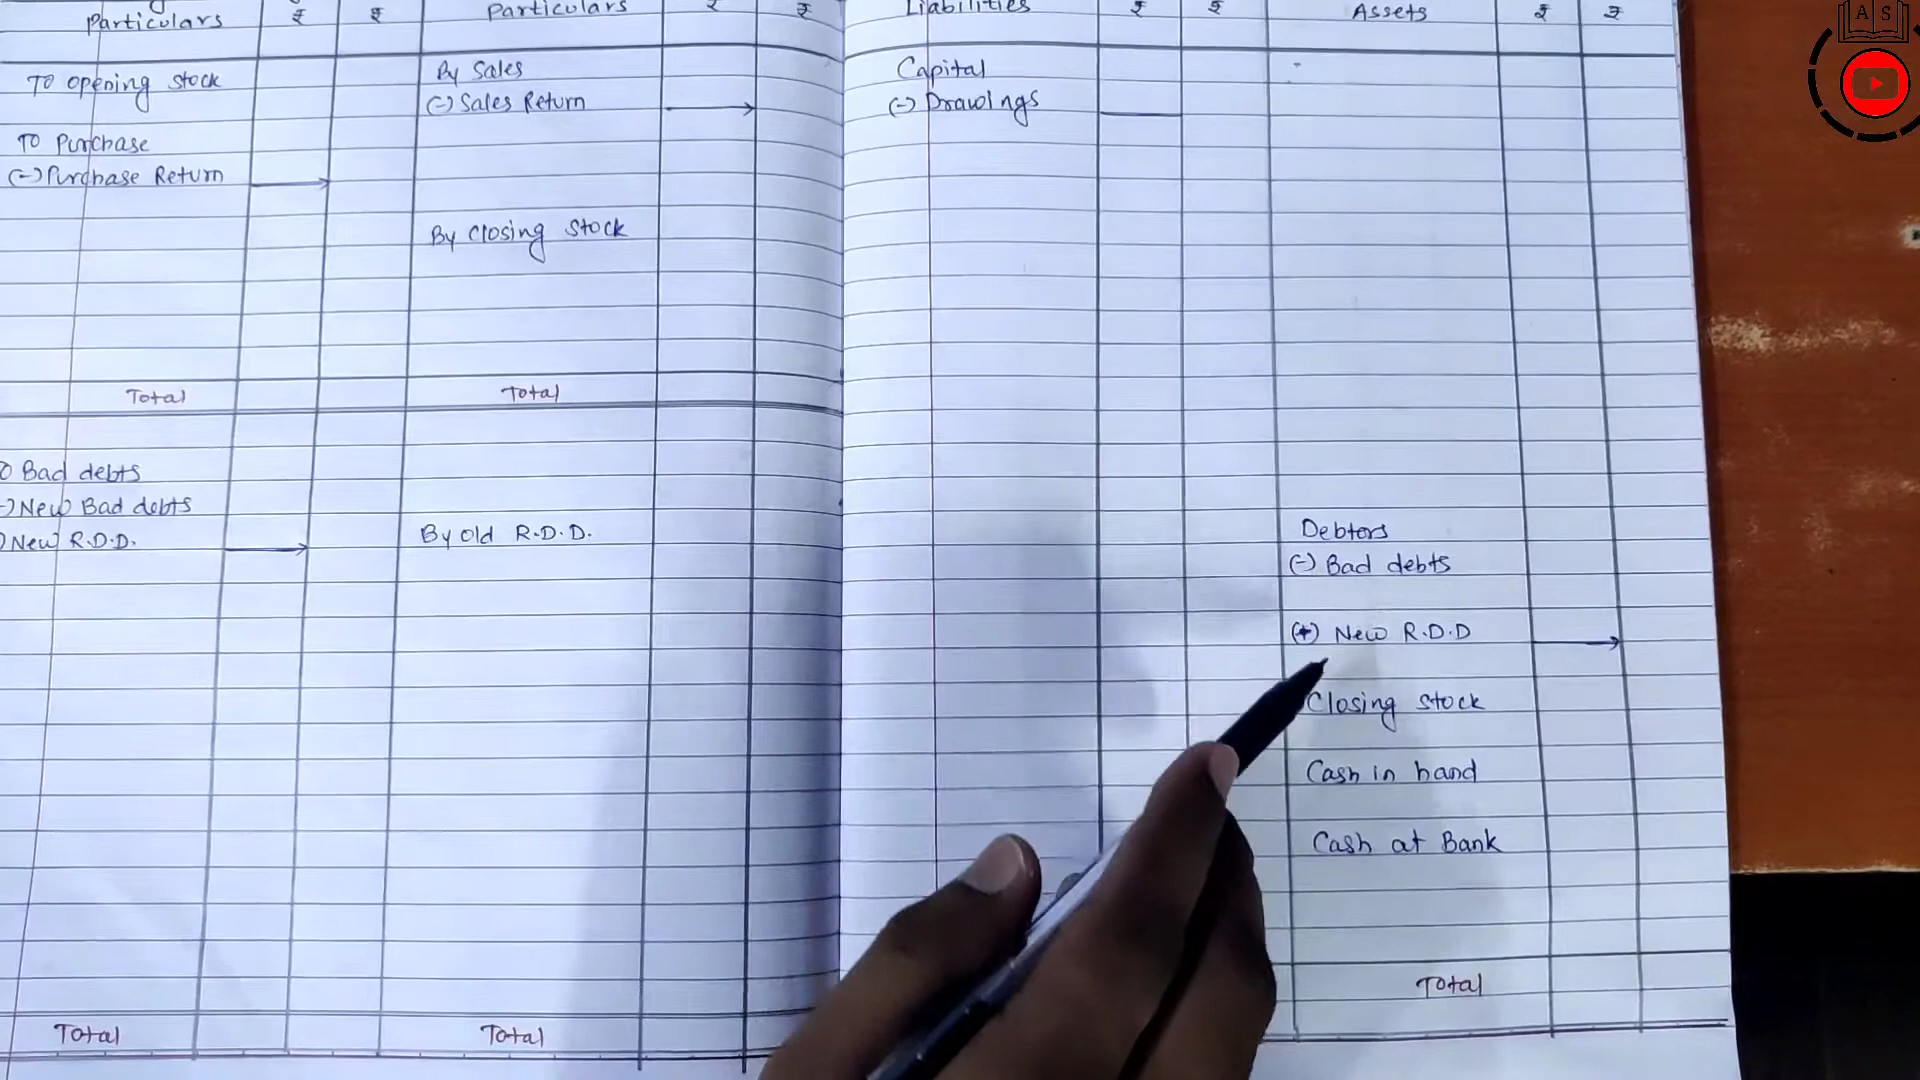 Particulars ₹ ₹ Particulars ₹ ₹
To Opening Stock
To Purchase
(-) Purchase Return
By Sales
(-) Sales Return
By Closing Stock
Total Total
Bad debts
New Bad debts
New R.D.D.
By Old R.D.D.
Total Total
Liabilities ₹ ₹ Assets ₹ ₹
Capital
(-) Drawings
Debtors
(-) Bad debts
(+) New R.D.D
Closing Stock
Cash in hand
Cash at Bank
Total
A S